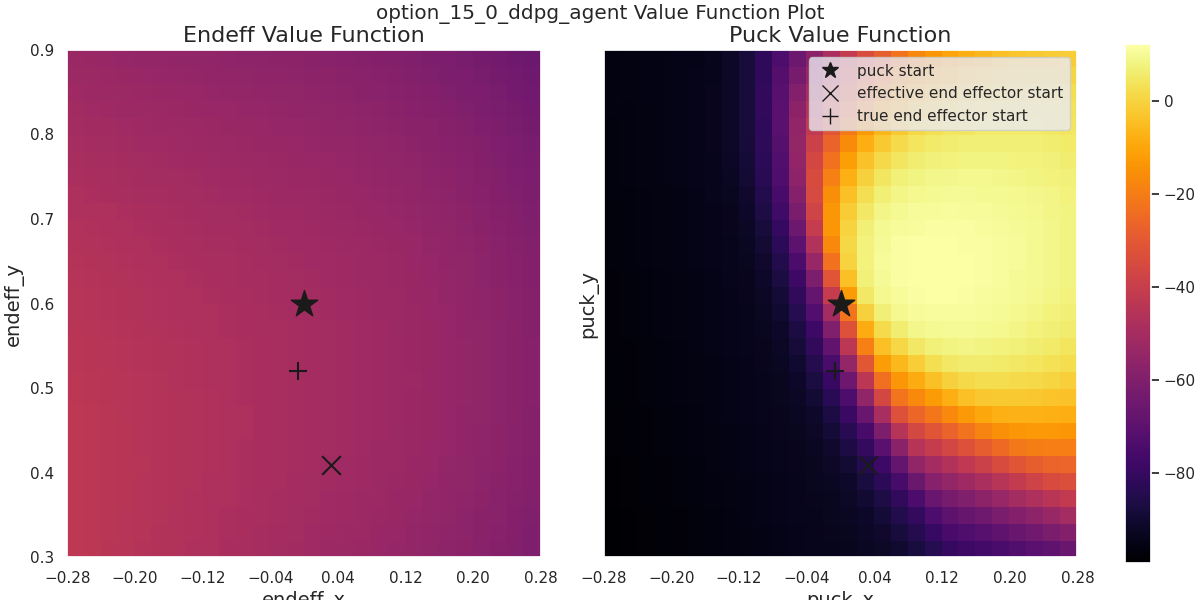 option_15_0_ddpg_agent Value Function Plot
Endeff Value Function
Puck Value Function
puck start
effective end effector start
true end effector start
endeff_y
0.9
0.8
0.7
0.6
0.5
0.4
0.3
−0.28
−0.20
−0.12
−0.04
0.04
0.12
0.20
0.28
endeff_x
puck_y
−0.28
−0.20
−0.12
−0.04
0.04
0.12
0.20
0.28
puck_x
0
−20
−40
−60
−80